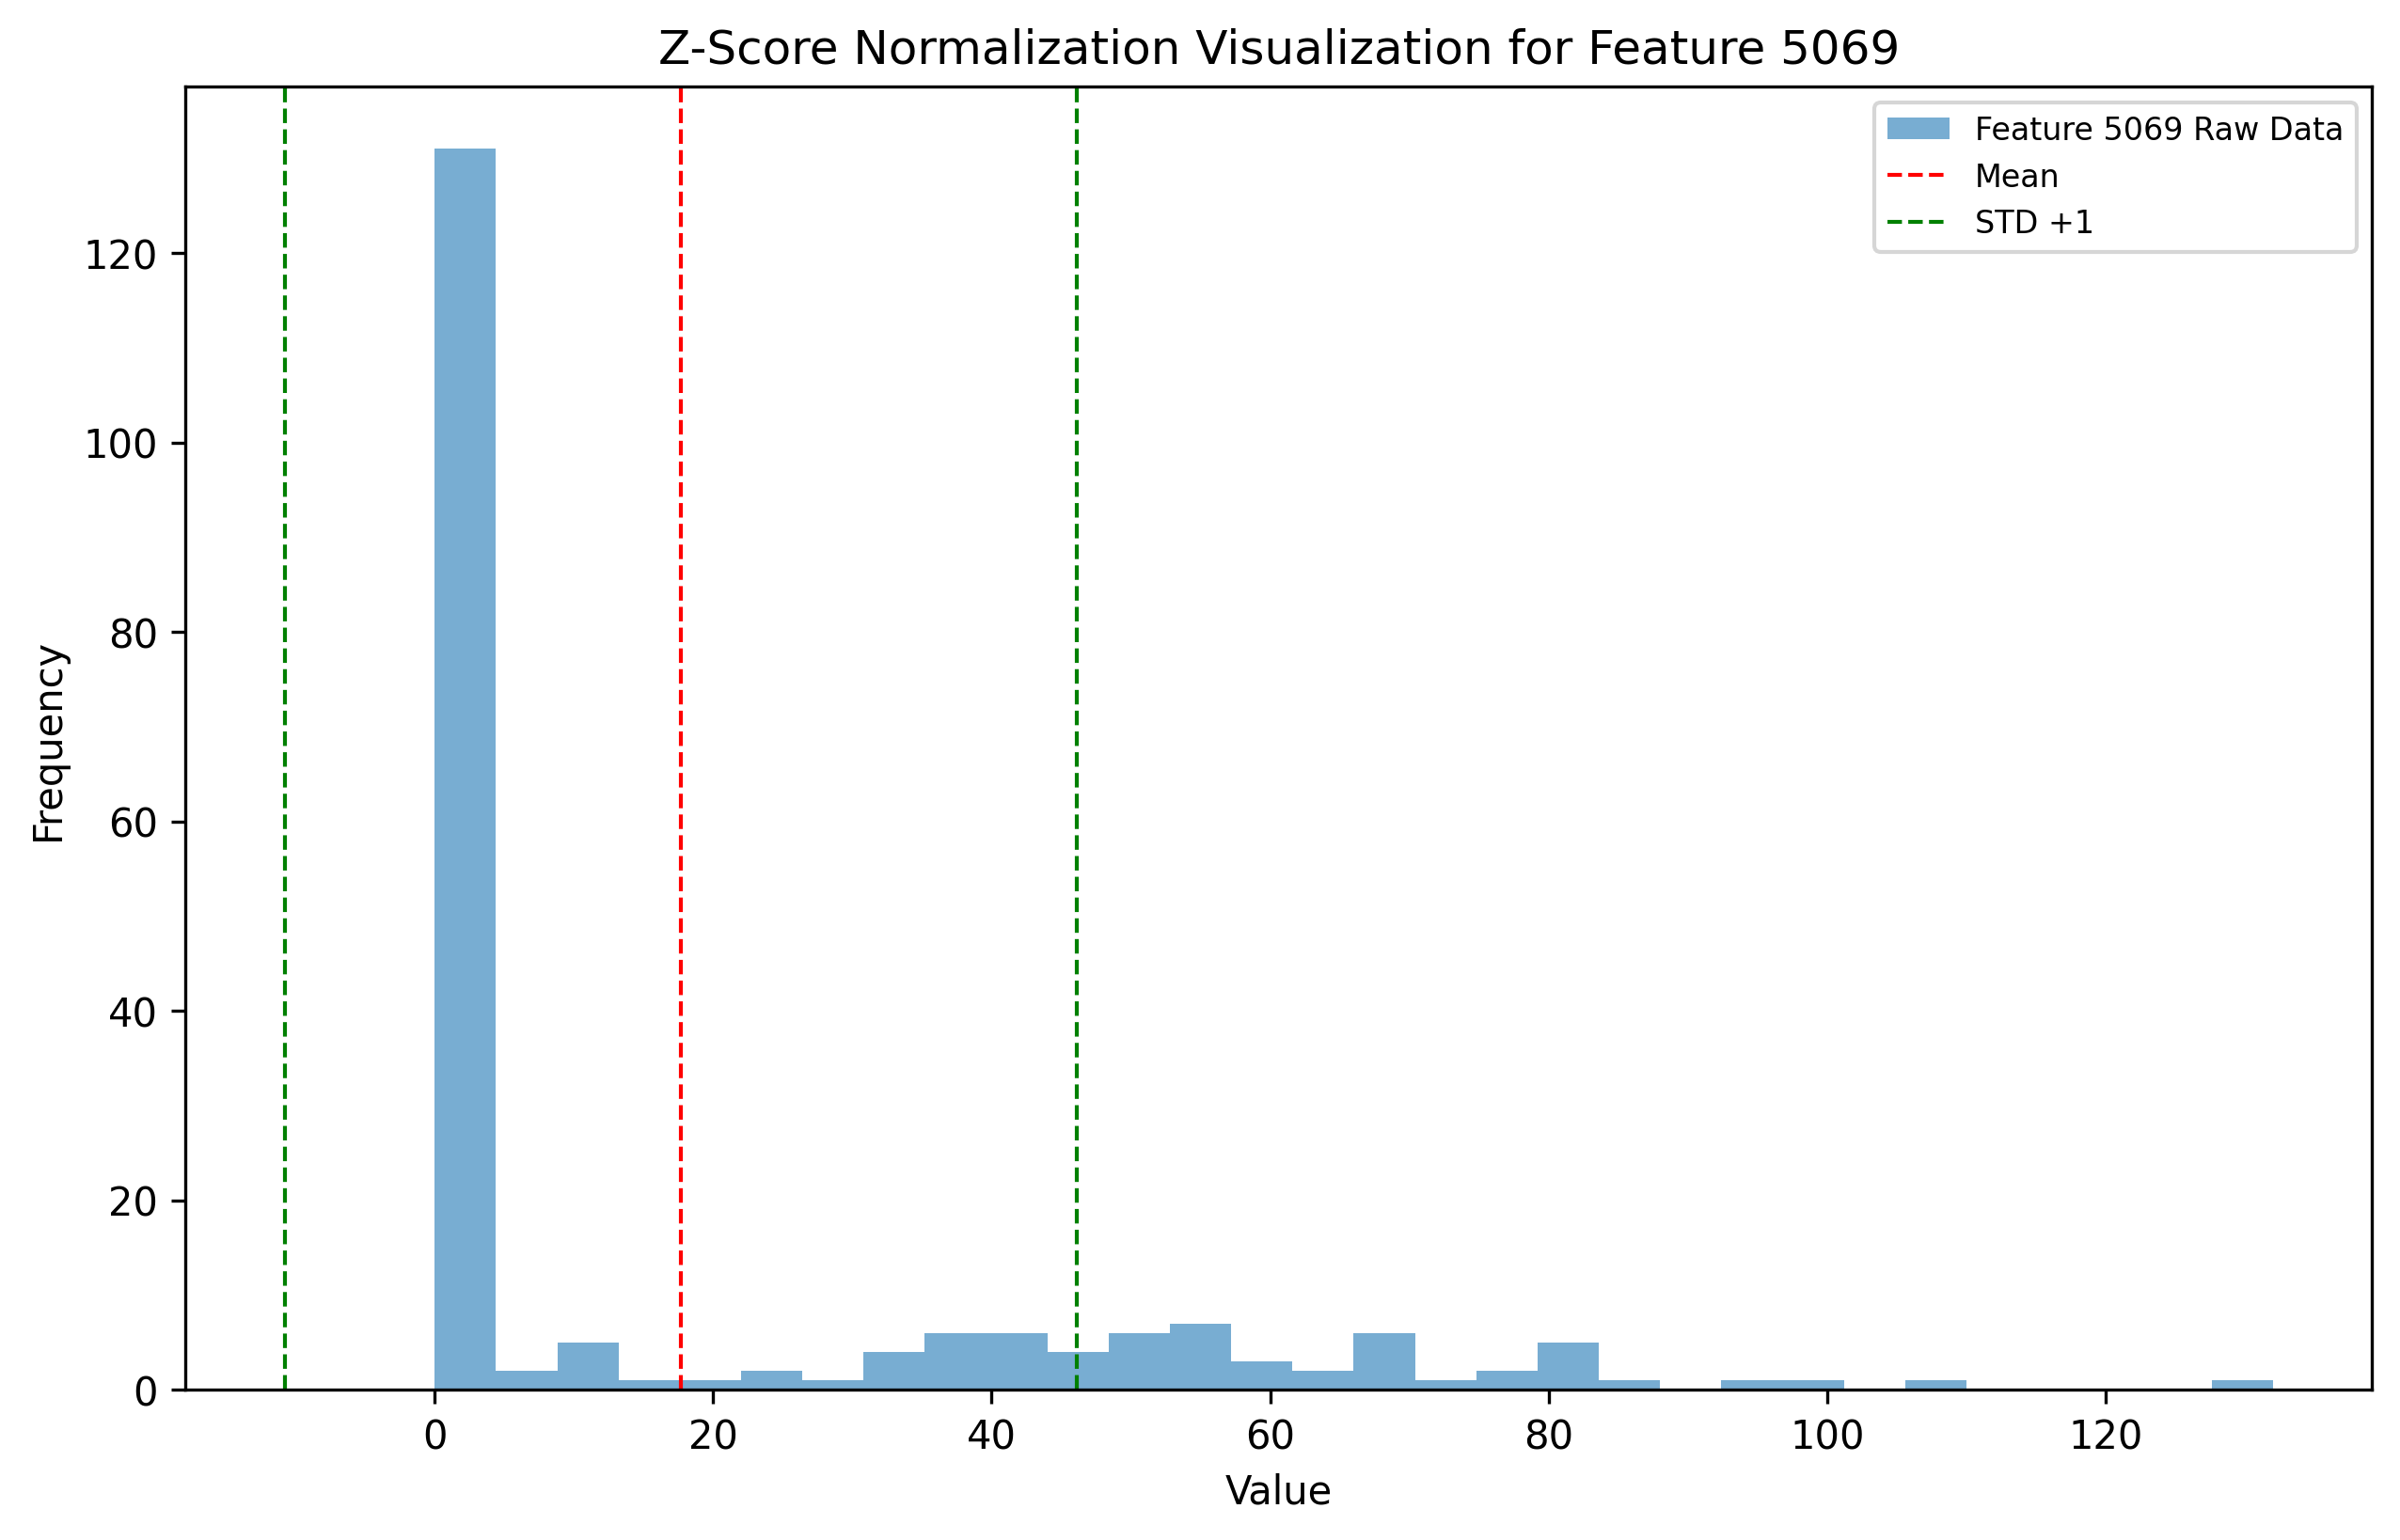 Z-Score Normalization Visualization for Feature 5069
Feature 5069 Raw Data
Mean
STD +1
120
100
80
60
40
20
0
Frequency
0 20 40 60 80 100 120
Value